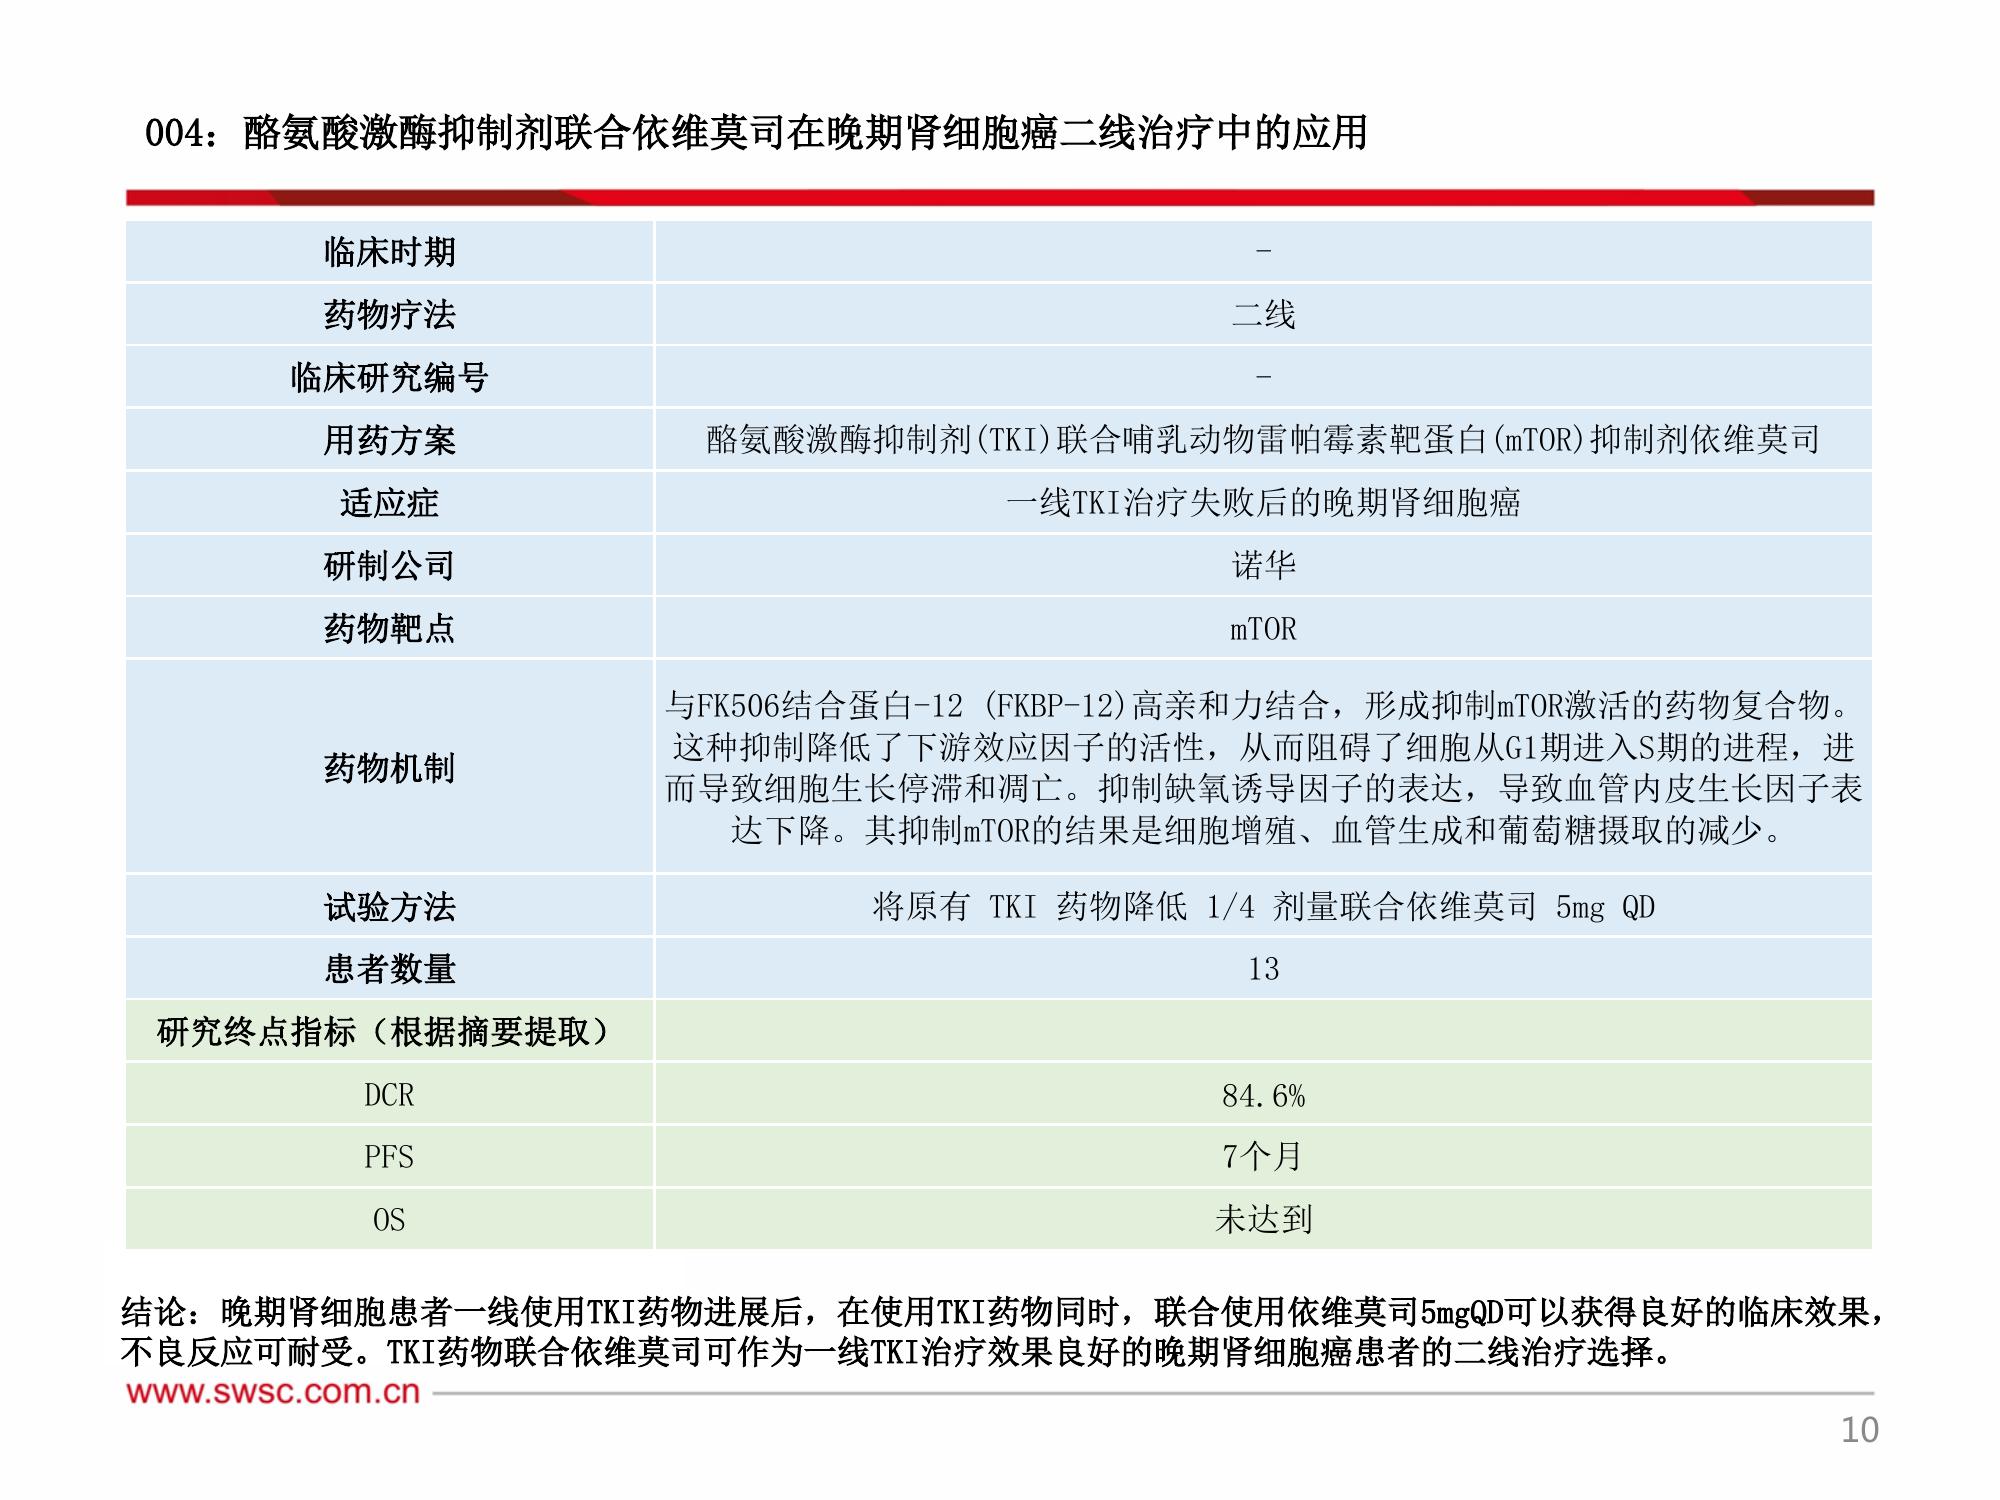 004：酪氨酸激酶抑制剂联合依维莫司在晚期肾细胞癌二线治疗中的应用
临床时期
-
药物疗法
二线
临床研究编号
-
用药方案
酪氨酸激酶抑制剂(TKI)联合哺乳动物雷帕霉素靶蛋白(mTOR)抑制剂依维莫司
适应症
一线TKI治疗失败后的晚期肾细胞癌
研制公司
诺华
药物靶点
mTOR
药物机制
与FK506结合蛋白-12 (FKBP-12)高亲和力结合，形成抑制mTOR激活的药物复合物。
这种抑制降低了下游效应因子的活性，从而阻碍了细胞从G1期进入S期的进程，进
而导致细胞生长停滞和凋亡。抑制缺氧诱导因子的表达，导致血管内皮生长因子表
达下降。其抑制mTOR的结果是细胞增殖、血管生成和葡萄糖摄取的减少。
试验方法
将原有 TKI 药物降低 1/4 剂量联合依维莫司 5mg QD
患者数量
13
研究终点指标（根据摘要提取）
DCR
84.6%
PFS
7个月
OS
未达到
结论：晚期肾细胞患者一线使用TKI药物进展后，在使用TKI药物同时，联合使用依维莫司5mgQD可以获得良好的临床效果，
不良反应可耐受。TKI药物联合依维莫司可作为一线TKI治疗效果良好的晚期肾细胞癌患者的二线治疗选择。
www.swsc.com.cn
10